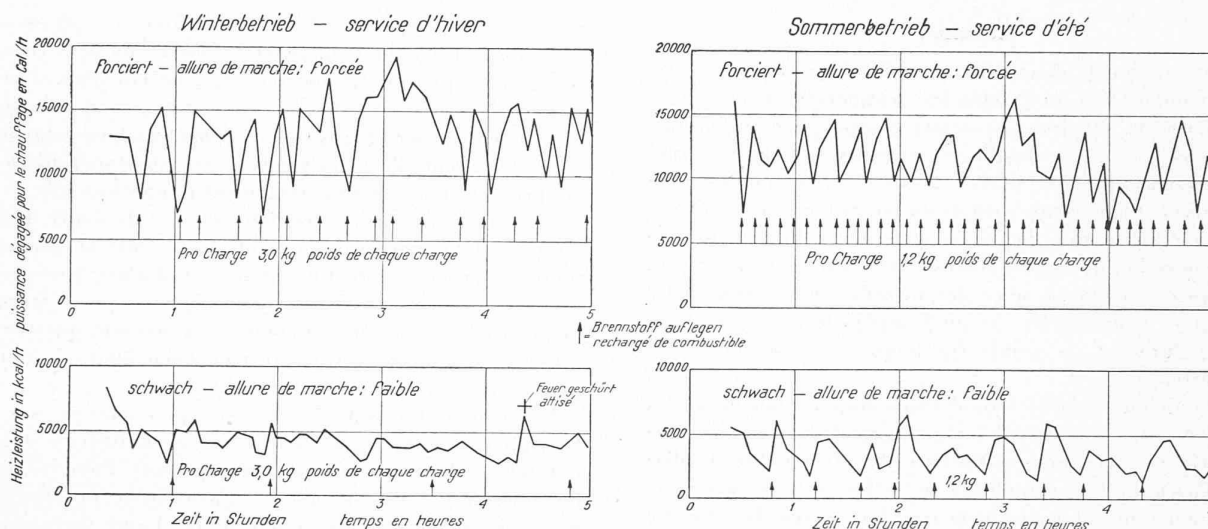 Winterbetrieb – service d'hiver
20000
forciert – allure de marche: forcée
15000
10000
5000
0
Pro Charge 3,0 kg poids de chaque charge
0 1 2 3 4 5
puissance dégagée pour le chauffage en Cal/h
Heizleistung in kcal/h
Sommerbetrieb – service d'été
20000
forciert – allure de marche: forcée
15000
10000
5000
0
Pro Charge 1,2 kg poids de chaque charge
= Brennstoff auflegen
rechargé de combustible
10000
schwach – allure de marche: faible
Feuer geschürt
attisé
5000
Pro Charge 3,0 kg poids de chaque charge
0
0 1 2 3 4 5
Zeit in Stunden temps en heures
10000
schwach – allure de marche: faible
5000
1,2 kg
0
0 1 2 3 4 5
Zeit in Stunden temps en heures